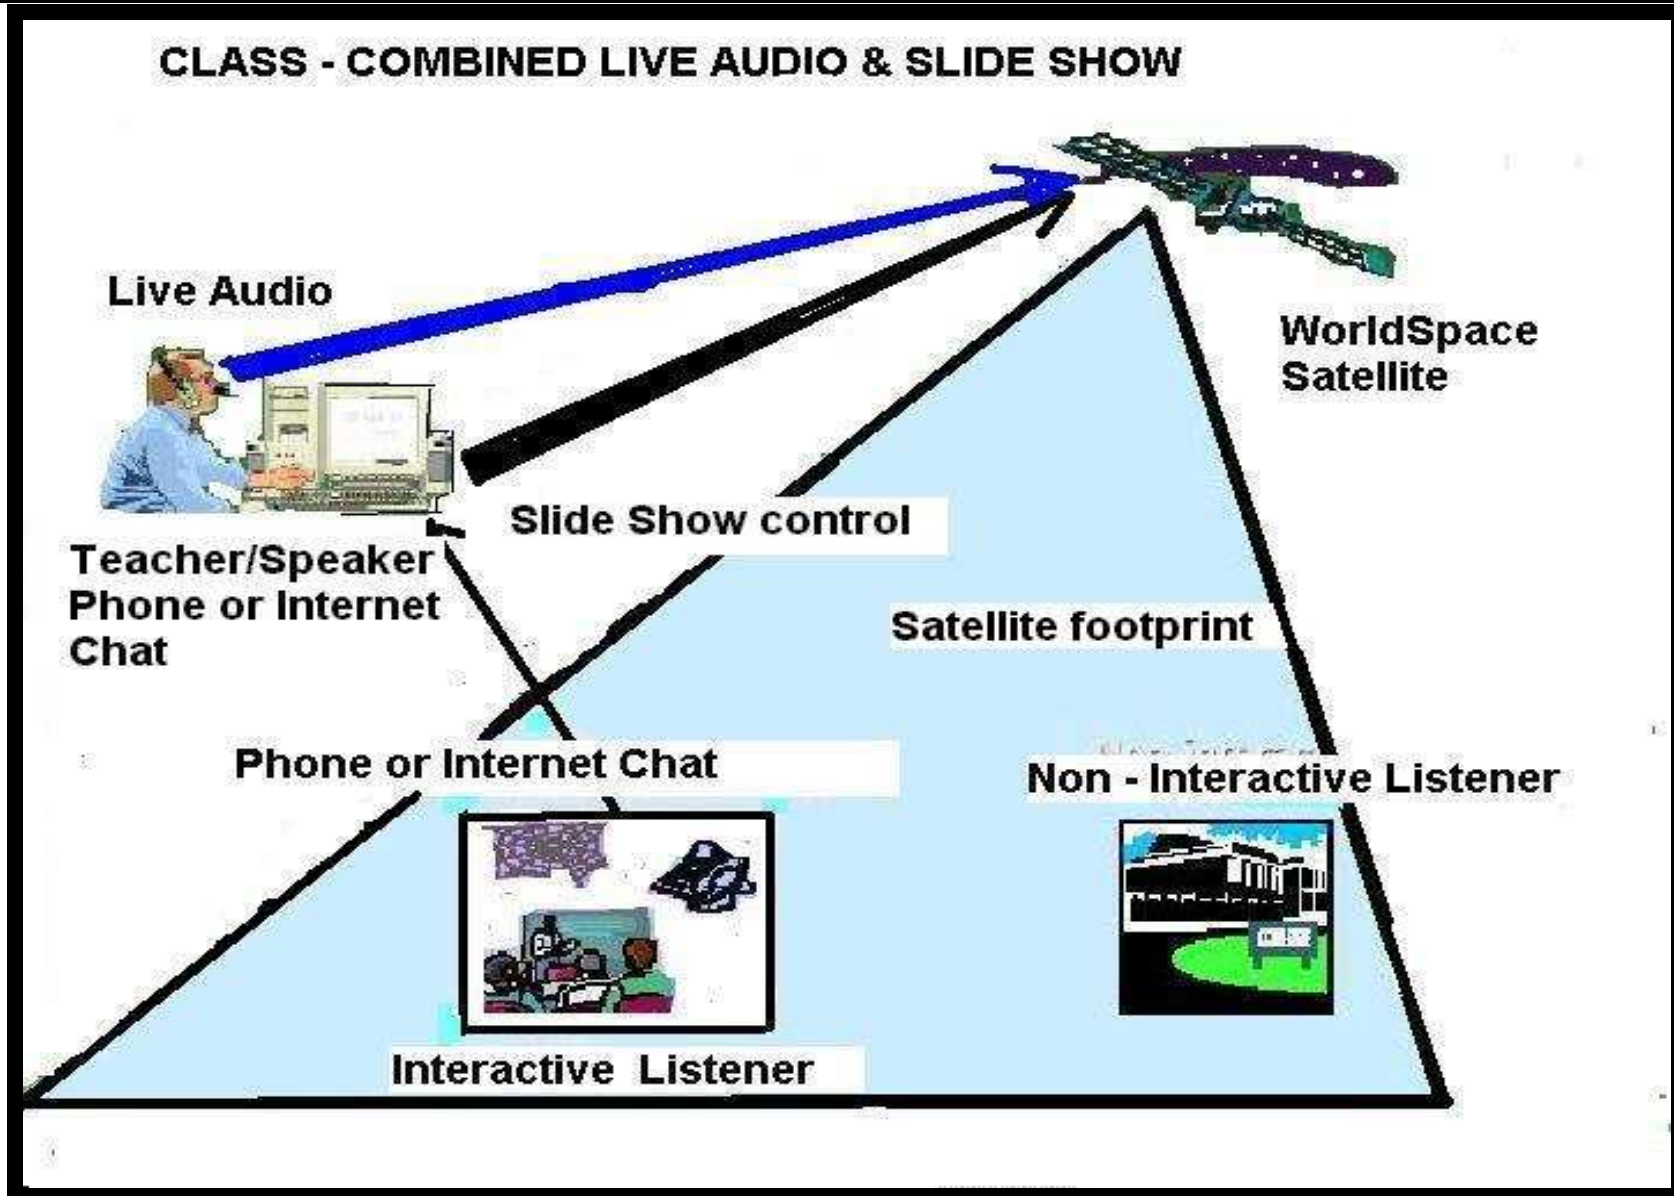 CLASS - COMBINED LIVE AUDIO & SLIDE SHOW
Live Audio
WorldSpace
Satellite
Slide Show control
Teacher/Speaker
Phone or Internet
Chat
Satellite footprint
Phone or Internet Chat
Non - Interactive Listener
Interactive Listener